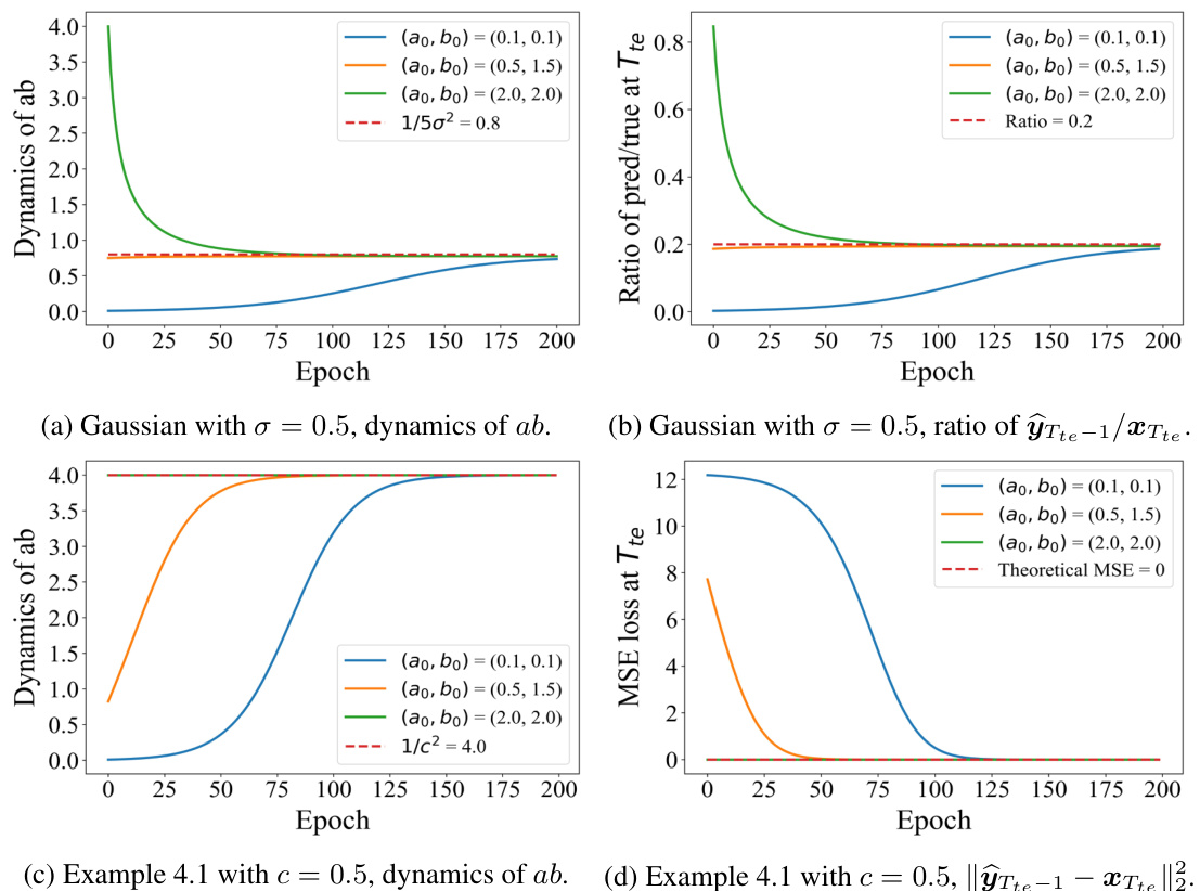 4.0
3.5
3.0
2.5
2.0
1.5
1.0
0.5
0.0
Dynamics of ab
(a₀, b₀) = (0.1, 0.1)
(a₀, b₀) = (0.5, 1.5)
(a₀, b₀) = (2.0, 2.0)
1/5σ² = 0.8
0 25 50 75 100 125 150 175 200
Epoch
0.8
0.6
0.4
0.2
0.0
Ratio of pred/true at Tₜₑ
(a₀, b₀) = (0.1, 0.1)
(a₀, b₀) = (0.5, 1.5)
(a₀, b₀) = (2.0, 2.0)
Ratio = 0.2
0 25 50 75 100 125 150 175 200
Epoch
(a) Gaussian with σ = 0.5, dynamics of ab.
(b) Gaussian with σ = 0.5, ratio of ŷ_{T_{te}−1}/x_{T_{te}}.
4.0
3.5
3.0
2.5
2.0
1.5
1.0
0.5
0.0
Dynamics of ab
(a₀, b₀) = (0.1, 0.1)
(a₀, b₀) = (0.5, 1.5)
(a₀, b₀) = (2.0, 2.0)
1/c² = 4.0
0 25 50 75 100 125 150 175 200
Epoch
12
10
8
6
4
2
0
MSE loss at Tₜₑ
(a₀, b₀) = (0.1, 0.1)
(a₀, b₀) = (0.5, 1.5)
(a₀, b₀) = (2.0, 2.0)
Theoretical MSE = 0
0 25 50 75 100 125 150 175 200
Epoch
(c) Example 4.1 with c = 0.5, dynamics of ab.
(d) Example 4.1 with c = 0.5, ‖ŷ_{T_{te}−1} − x_{T_{te}}‖₂²